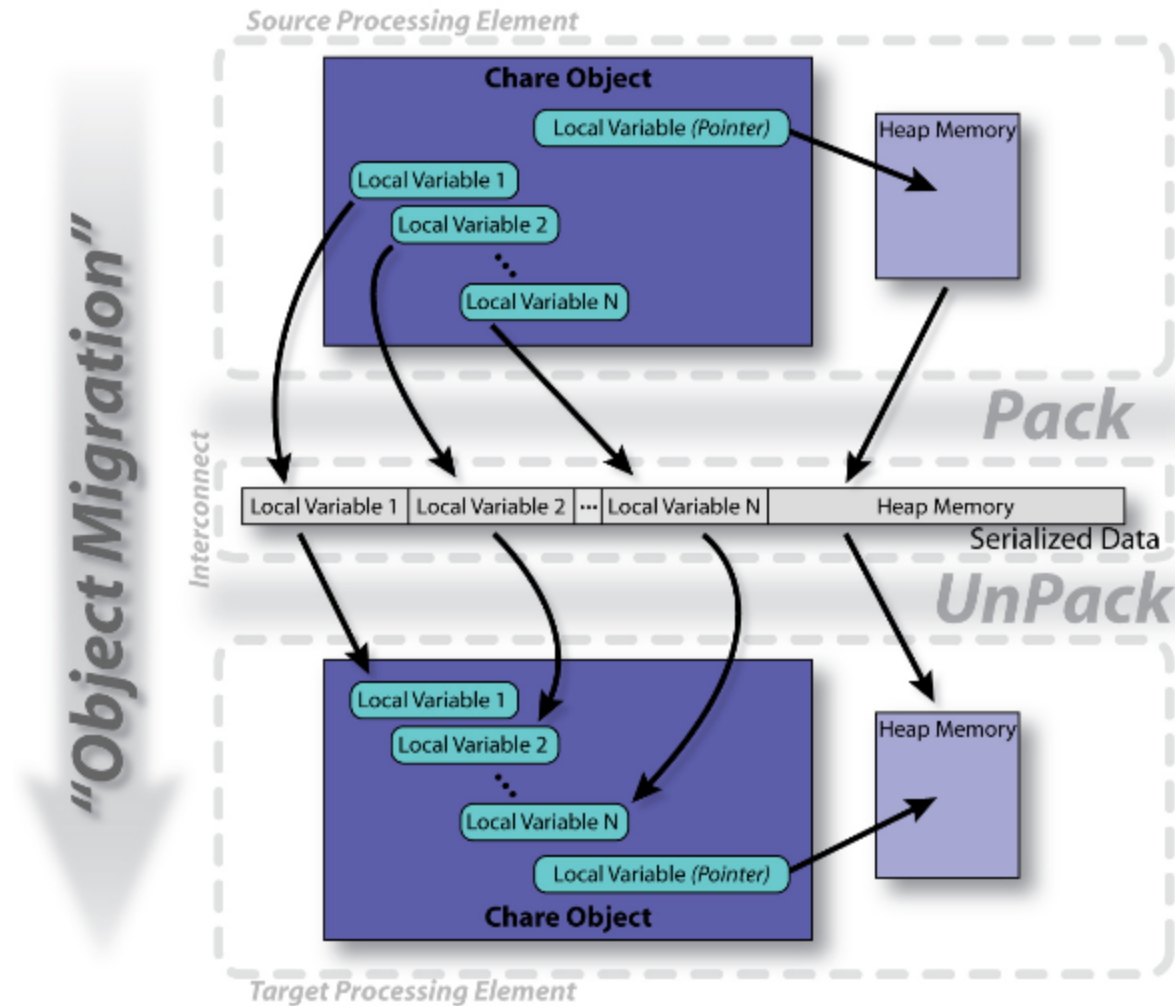 Source Processing Element
Chare Object
Local Variable (Pointer)
Heap Memory
Local Variable 1
Local Variable 2
Local Variable N
"Object Migration"
Pack
Interconnect
Local Variable 1
Local Variable 2
...
Local Variable N
Heap Memory
Serialized Data
UnPack
Local Variable 1
Local Variable 2
Local Variable N
Heap Memory
Local Variable (Pointer)
Chare Object
Target Processing Element